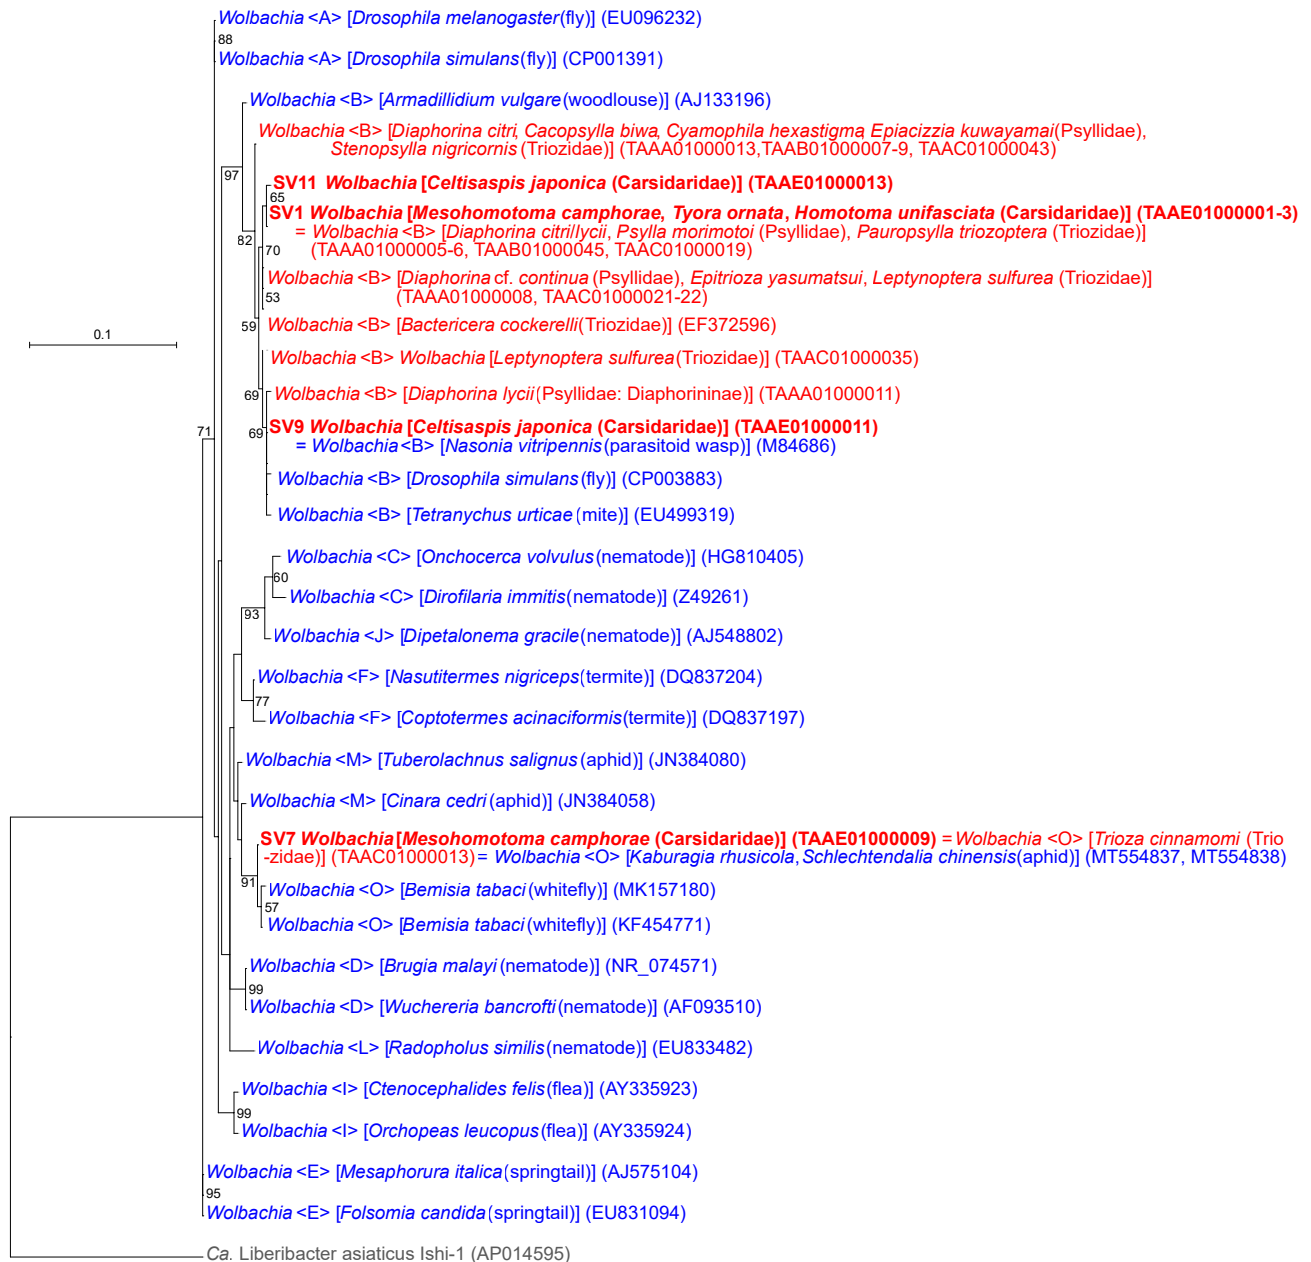 Wolbachia <A> [Drosophila melanogaster (fly)] (EU096232)
88
Wolbachia <A> [Drosophila simulans (fly)] (CP001391)
Wolbachia <B> [Armadillidium vulgare (woodlouse)] (AJ133196)
Wolbachia <B> [Diaphorina citri, Cacopsylla biwa, Cyamophila hexastigma, Epiacizzia kuwayamai (Psyllidae),
Stenopsylla nigricornis (Triozidae)] (TAAA01000013,TAAB01000007-9, TAAC01000043)
97
SV11 Wolbachia [Celtisaspis japonica (Carsidaridae)] (TAAE01000013)
65
SV1 Wolbachia [Mesohomotoma camphorae, Tyora ornata, Homotoma unifasciata (Carsidaridae)] (TAAE01000001-3)
= Wolbachia <B> [Diaphorina citri/lycii, Psylla morimotoi (Psyllidae), Pauropsylla triozoptera (Triozidae)]
82
70
(TAAA01000005-6, TAAB01000045, TAAC01000019)
Wolbachia <B> [Diaphorina cf. continua (Psyllidae), Epitrioza yasumatsui, Leptynoptera sulfurea (Triozidae)]
53
(TAAA01000008, TAAC01000021-22)
59
Wolbachia <B> [Bactericera cockerelli (Triozidae)] (EF372596)
0.1
Wolbachia <B> Wolbachia [Leptynoptera sulfurea (Triozidae)] (TAAC01000035)
69
Wolbachia <B> [Diaphorina lycii (Psyllidae: Diaphorininae)] (TAAA01000011)
SV9 Wolbachia [Celtisaspis japonica (Carsidaridae)] (TAAE01000011)
71
69
= Wolbachia <B> [Nasonia vitripennis (parasitoid wasp)] (M84686)
Wolbachia <B> [Drosophila simulans (fly)] (CP003883)
Wolbachia <B> [Tetranychus urticae (mite)] (EU499319)
Wolbachia <C> [Onchocerca volvulus (nematode)] (HG810405)
60
Wolbachia <C> [Dirofilaria immitis (nematode)] (Z49261)
93
Wolbachia <J> [Dipetalonema gracile (nematode)] (AJ548802)
Wolbachia <F> [Nasutitermes nigriceps (termite)] (DQ837204)
77
Wolbachia <F> [Coptotermes acinaciformis (termite)] (DQ837197)
Wolbachia <M> [Tuberolachnus salignus (aphid)] (JN384080)
Wolbachia <M> [Cinara cedri (aphid)] (JN384058)
SV7 Wolbachia [Mesohomotoma camphorae (Carsidaridae)] (TAAE01000009) = Wolbachia <O> [Trioza cinnamomi (Trio
-zidae)] (TAAC01000013) = Wolbachia <O> [Kaburagia rhusicola, Schlechtendalia chinensis (aphid)] (MT554837, MT554838)
91
Wolbachia <O> [Bemisia tabaci (whitefly)] (MK157180)
57
Wolbachia <O> [Bemisia tabaci (whitefly)] (KF454771)
Wolbachia <D> [Brugia malayi (nematode)] (NR_074571)
99
Wolbachia <D> [Wuchereria bancrofti (nematode)] (AF093510)
Wolbachia <L> [Radopholus similis (nematode)] (EU833482)
Wolbachia <I> [Ctenocephalides felis (flea)] (AY335923)
99
Wolbachia <I> [Orchopeas leucopus (flea)] (AY335924)
Wolbachia <E> [Mesaphorura italica (springtail)] (AJ575104)
95
Wolbachia <E> [Folsomia candida (springtail)] (EU831094)
Ca. Liberibacter asiaticus Ishi-1 (AP014595)